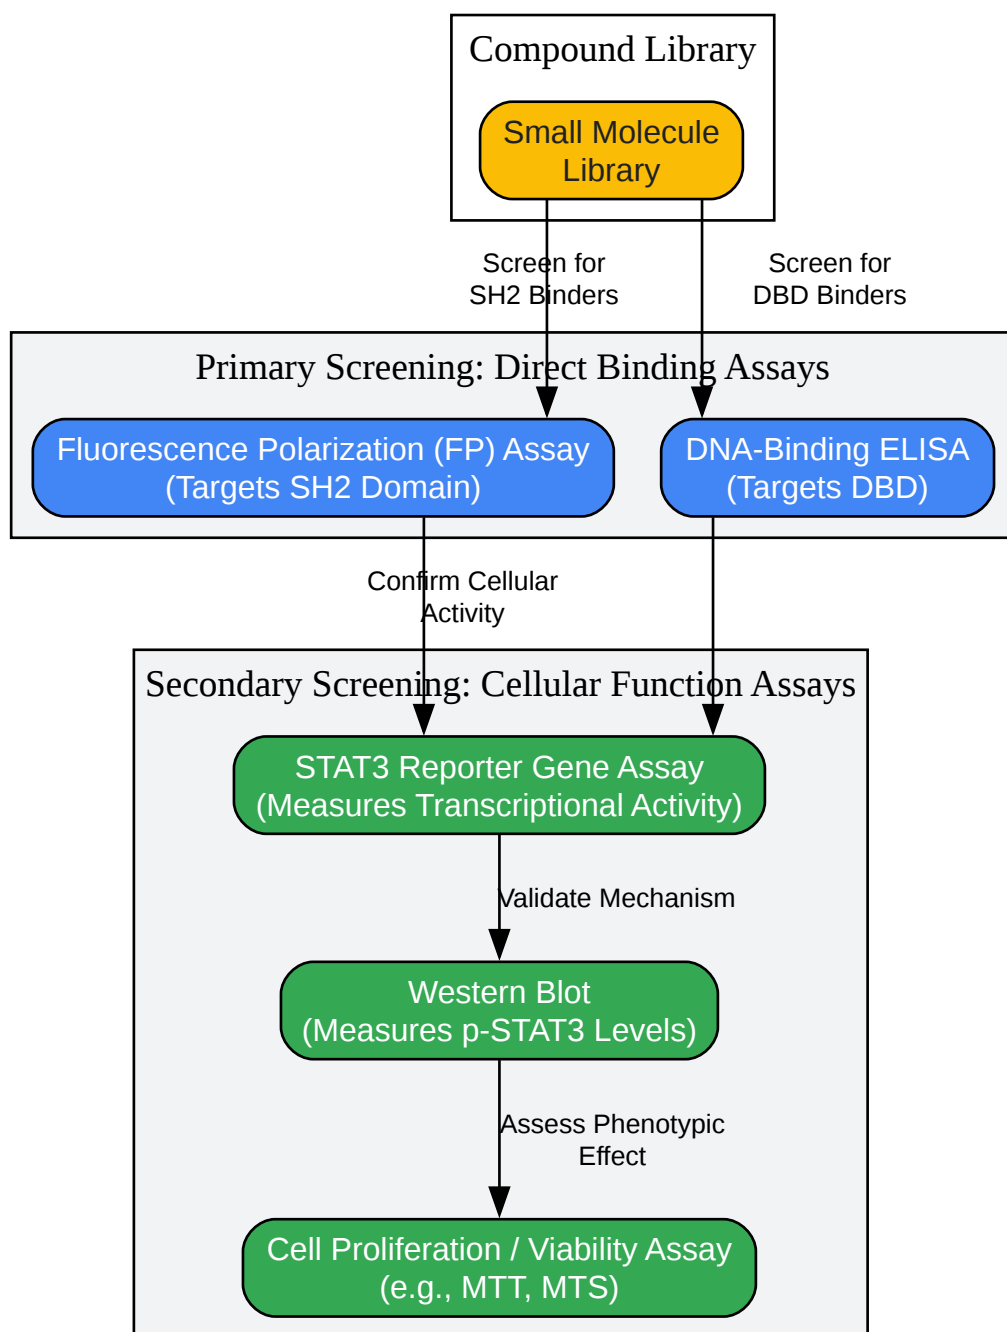 Compound Library
Small Molecule
Library
Screen for
SH2 Binders
Screen for
DBD Binders
Primary Screening: Direct Binding Assays
Fluorescence Polarization (FP) Assay
(Targets SH2 Domain)
DNA-Binding ELISA
(Targets DBD)
Confirm Cellular
Activity
Secondary Screening: Cellular Function Assays
STAT3 Reporter Gene Assay
(Measures Transcriptional Activity)
Validate Mechanism
Western Blot
(Measures p-STAT3 Levels)
Assess Phenotypic
Effect
Cell Proliferation / Viability Assay
(e.g., MTT, MTS)